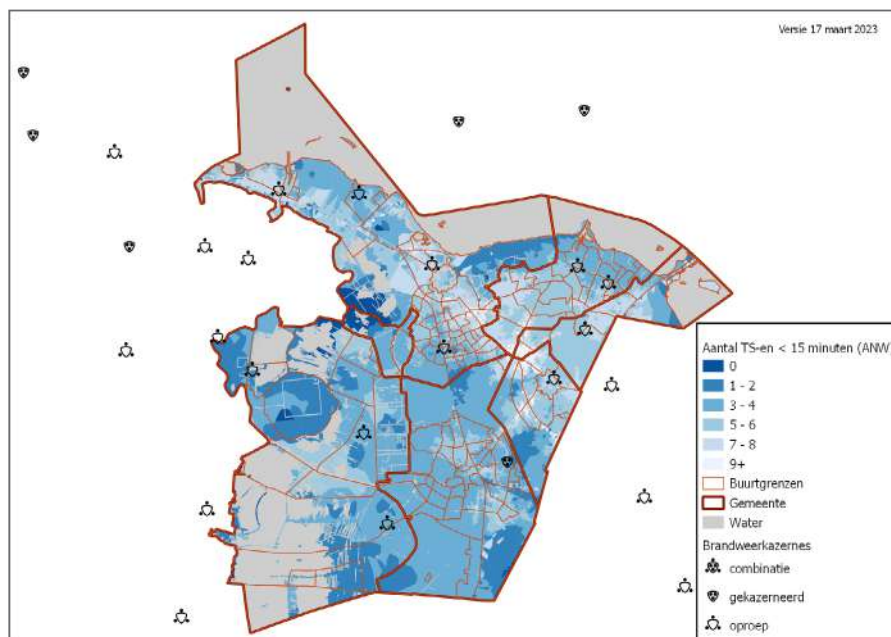 Versie 17 maart 2023
Aantal TS-en < 15 minuten (ANW)
0
1 - 2
3 - 4
5 - 6
7 - 8
9+
Buurtgrenzen
Gemeente
Water
Brandweerkazernes
combinatie
gekazerneerd
oproep